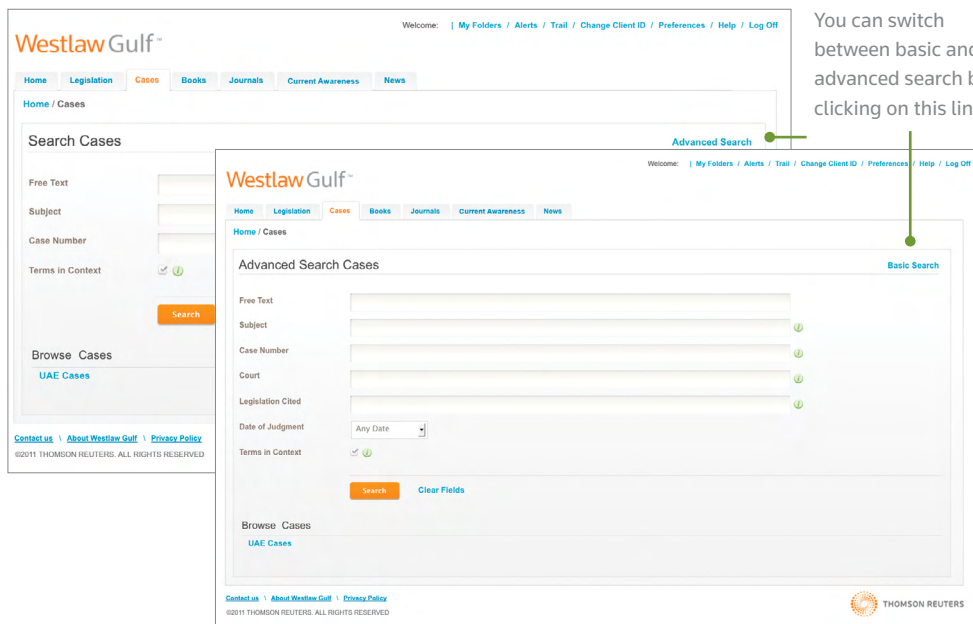 Welcome: | My Folders / Alerts / Trail / Change Client ID / Preferences / Help / Log Off
Westlaw Gulf™
Home Legislation Cases Books Journals Current Awareness News
Home / Cases
Search Cases
Advanced Search
Free Text
Subject
Case Number
Terms in Context
Search
Browse Cases
UAE Cases
Contact us \ About Westlaw Gulf \ Privacy Policy
©2011 THOMSON REUTERS. ALL RIGHTS RESERVED
You can switch
between basic and
advanced search b
clicking on this lin
Welcome: | My Folders / Alerts / Trail / Change Client ID / Preferences / Help / Log Off
Westlaw Gulf™
Home Legislation Cases Books Journals Current Awareness News
Home / Cases
Advanced Search Cases
Basic Search
Free Text
Subject
Case Number
Court
Legislation Cited
Date of Judgment Any Date
Terms in Context
Search Clear Fields
Browse Cases
UAE Cases
Contact us \ About Westlaw Gulf \ Privacy Policy
©2011 THOMSON REUTERS. ALL RIGHTS RESERVED
THOMSON REUTERS